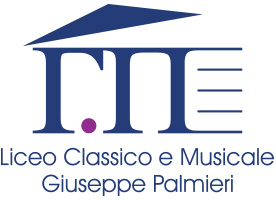 Γ.Π
Liceo Classico e Musicale
Giuseppe Palmieri